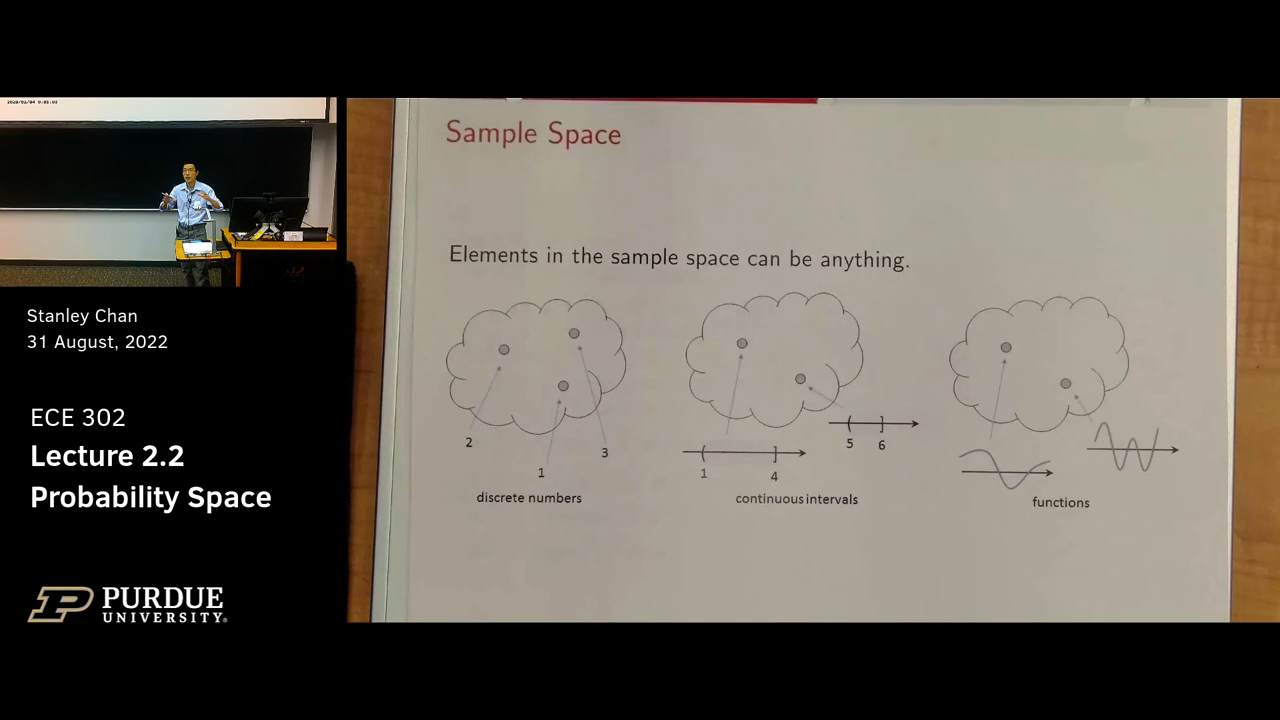 Sample Space
Elements in the sample space can be anything.
2
1
3
discrete numbers
( ]
1 4
( ]
5 6
continuous intervals
functions
Stanley Chan
31 August, 2022
ECE 302
Lecture 2.2
Probability Space
P PURDUE
UNIVERSITY.